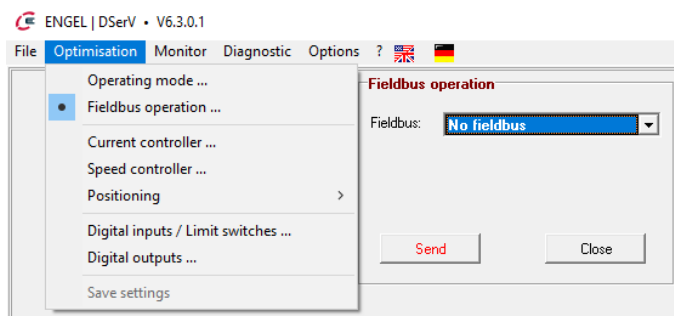 ENGEL | DSerV • V6.3.0.1
File Optimisation Monitor Diagnostic Options ?
Operating mode ...
Fieldbus operation ...
Current controller ...
Speed controller ...
Positioning >
Digital inputs / Limit switches ...
Digital outputs ...
Save settings
Fieldbus operation
Fieldbus: No fieldbus
Send Close